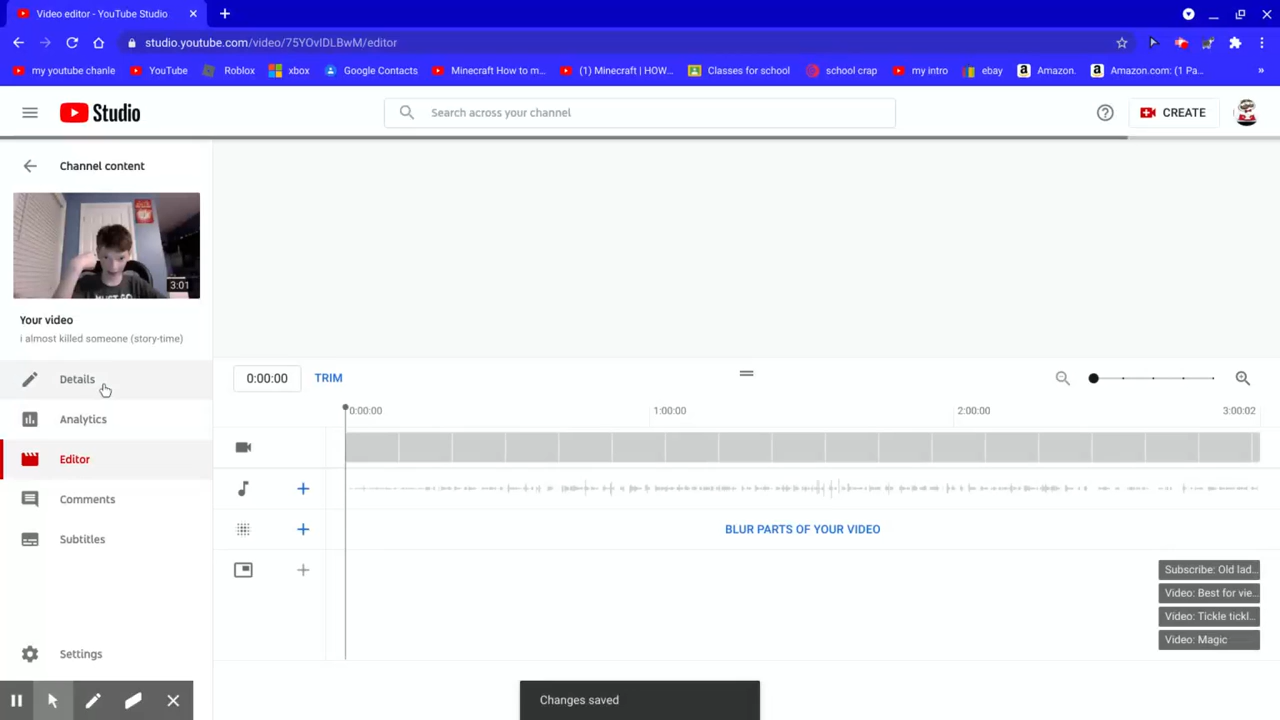 Video editor - YouTube Studio
studio.youtube.com/video/75YOvIDLBwM/editor
my youtube chanle
YouTube
Roblox
xbox
Google Contacts
Minecraft How to m...
(1) Minecraft | HOW...
Classes for school
school crap
my intro
ebay
Amazon.
Amazon.com: (1 Pa...
Studio
Search across your channel
CREATE
Channel content
3:01
Your video
i almost killed someone (story-time)
Details
Analytics
Editor
Comments
Subtitles
Settings
0:00:00
TRIM
0:00:00
1:00:00
2:00:00
3:00:02
BLUR PARTS OF YOUR VIDEO
Subscribe: Old lad...
Video: Best for vie...
Video: Tickle tickl...
Video: Magic
Changes saved